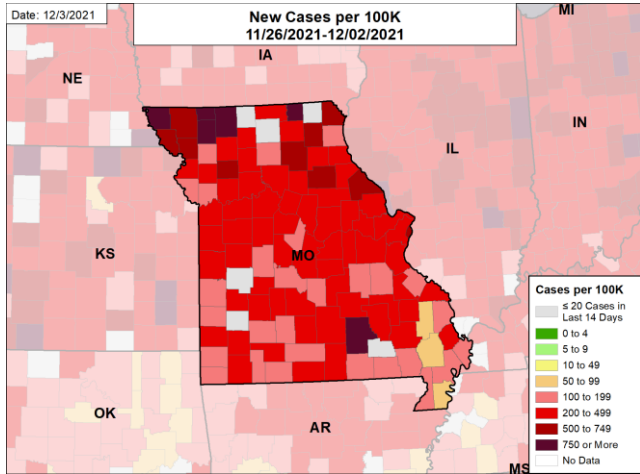 Date: 12/3/2021
New Cases per 100K
11/26/2021-12/02/2021
MI
IA
NE
IL
IN
KS
MO
OK
AR
MS
Cases per 100K
≤ 20 Cases in
Last 14 Days
0 to 4
5 to 9
10 to 49
50 to 99
100 to 199
200 to 499
500 to 749
750 or More
No Data